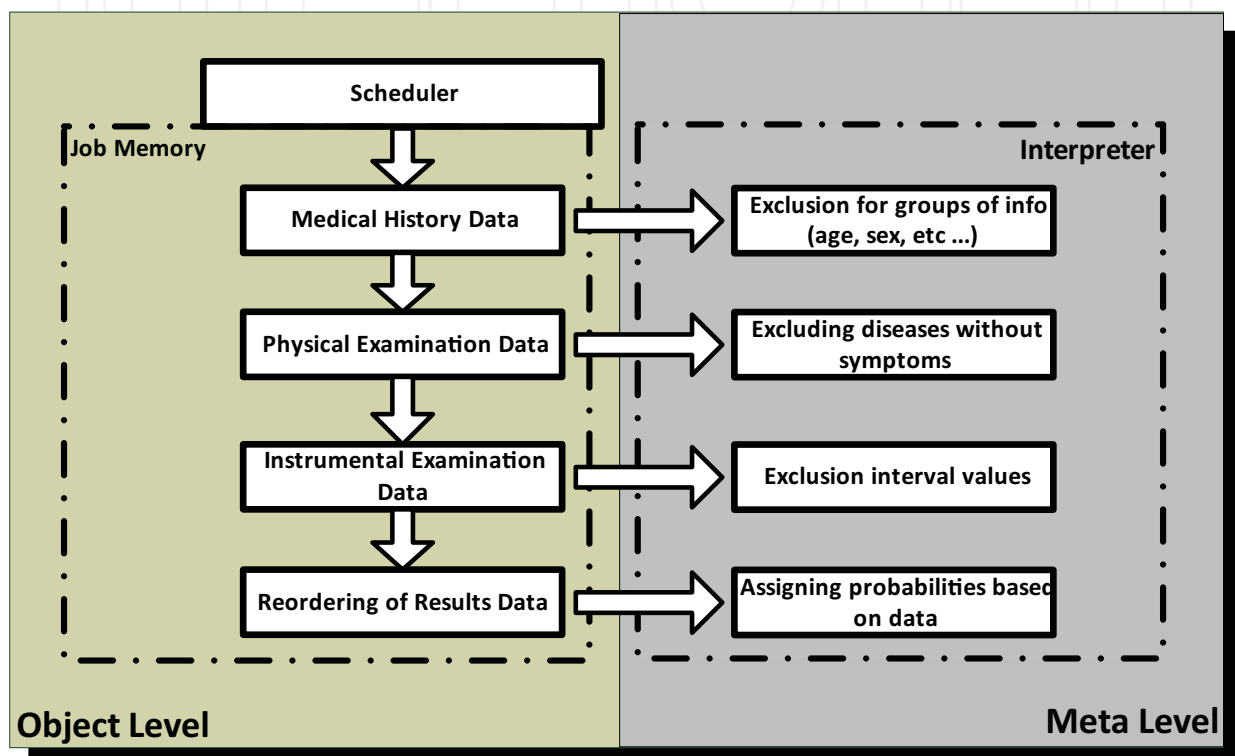 Scheduler
Job Memory
Interpreter
Medical History Data
Exclusion for groups of info
(age, sex, etc ...)
Physical Examination Data
Excluding diseases without
symptoms
Instrumental Examination
Data
Exclusion interval values
Reordering of Results Data
Assigning probabilities based
on data
Object Level
Meta Level